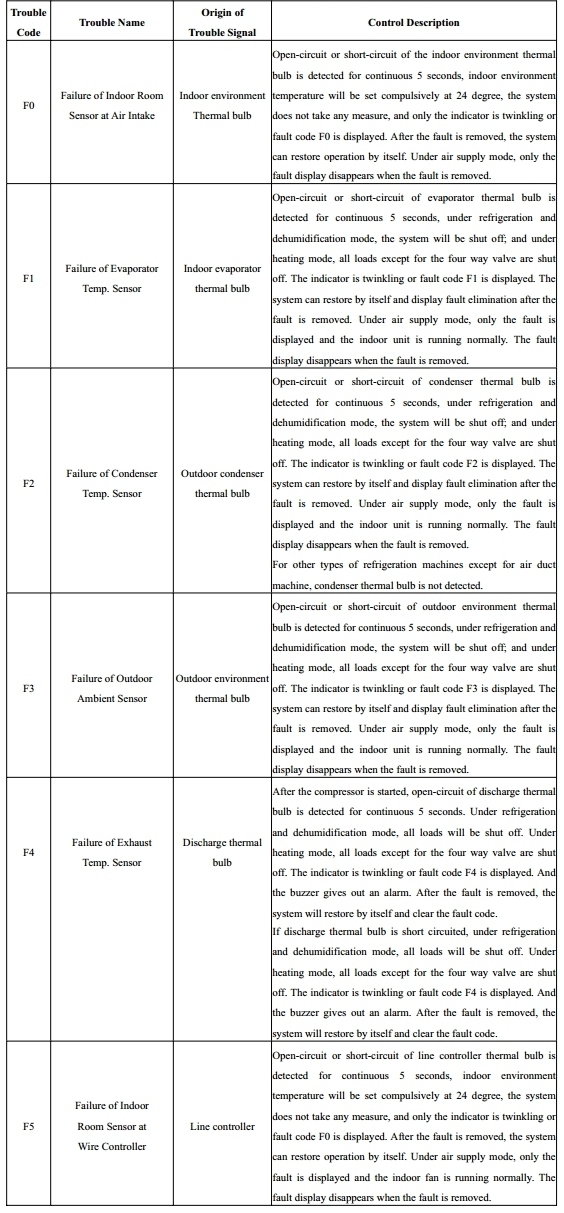 Trouble Code
Trouble Name
Origin of Trouble Signal
Control Description
F0
Failure of Indoor Room
Sensor at Air Intake
Indoor environment
Thermal bulb
Open-circuit or short-circuit of the indoor environment thermal
bulb is detected for continuous 5 seconds, indoor environment
temperature will be set compulsively at 24 degree, the system
does not take any measure, and only the indicator is twinkling or
fault code F0 is displayed. After the fault is removed, the system
can restore operation by itself. Under air supply mode, only the
fault display disappears when the fault is removed.
F1
Failure of Evaporator
Temp. Sensor
Indoor evaporator
thermal bulb
Open-circuit or short-circuit of evaporator thermal bulb is
detected for continuous 5 seconds, under refrigeration and
dehumidification mode, the system will be shut off; and under
heating mode, all loads except for the four way valve are shut
off. The indicator is twinkling or fault code F1 is displayed. The
system can restore by itself and display fault elimination after the
fault is removed. Under air supply mode, only the fault is
displayed and the indoor unit is running normally. The fault
display disappears when the fault is removed.
F2
Failure of Condenser
Temp. Sensor
Outdoor condenser
thermal bulb
Open-circuit or short-circuit of condenser thermal bulb is
detected for continuous 5 seconds, under refrigeration and
dehumidification mode, the system will be shut off; and under
heating mode, all loads except for the four way valve are shut
off. The indicator is twinkling or fault code F2 is displayed. The
system can restore by itself and display fault elimination after the
fault is removed. Under air supply mode, only the fault is
displayed and the indoor unit is running normally. The fault
display disappears when the fault is removed.
For other types of refrigeration machines except for air duct
machine, condenser thermal bulb is not detected.
F3
Failure of Outdoor
Ambient Sensor
Outdoor environment
thermal bulb
Open-circuit or short-circuit of outdoor environment thermal
bulb is detected for continuous 5 seconds, under refrigeration and
dehumidification mode, the system will be shut off; and under
heating mode, all loads except for the four way valve are shut
off. The indicator is twinkling or fault code F3 is displayed. The
system can restore by itself and display fault elimination after the
fault is removed. Under air supply mode, only the fault is
displayed and the indoor unit is running normally. The fault
display disappears when the fault is removed.
F4
Failure of Exhaust
Temp. Sensor
Discharge thermal
bulb
After the compressor is started, open-circuit of discharge thermal
bulb is detected for continuous 5 seconds. Under refrigeration
and dehumidification mode, all loads will be shut off. Under
heating mode, all loads except for the four way valve are shut
off. The indicator is twinkling or fault code F4 is displayed. And
the buzzer gives out an alarm. After the fault is removed, the
system will restore by itself and clear the fault code.
If discharge thermal bulb is short circuited, under refrigeration
and dehumidification mode, all loads will be shut off. Under
heating mode, all loads except for the four way valve are shut
off. The indicator is twinkling or fault code F4 is displayed. And
the buzzer gives out an alarm. After the fault is removed, the
system will restore by itself and clear the fault code.
F5
Failure of Indoor
Room Sensor at
Wire Controller
Line controller
Open-circuit or short-circuit of line controller thermal bulb is
detected for continuous 5 seconds, indoor environment
temperature will be set compulsively at 24 degree, the system
does not take any measure, and only the indicator is twinkling or
fault code F0 is displayed. After the fault is removed, the system
can restore operation by itself. Under air supply mode, only the
fault is displayed and the indoor fan is running normally. The
fault display disappears when the fault is removed.